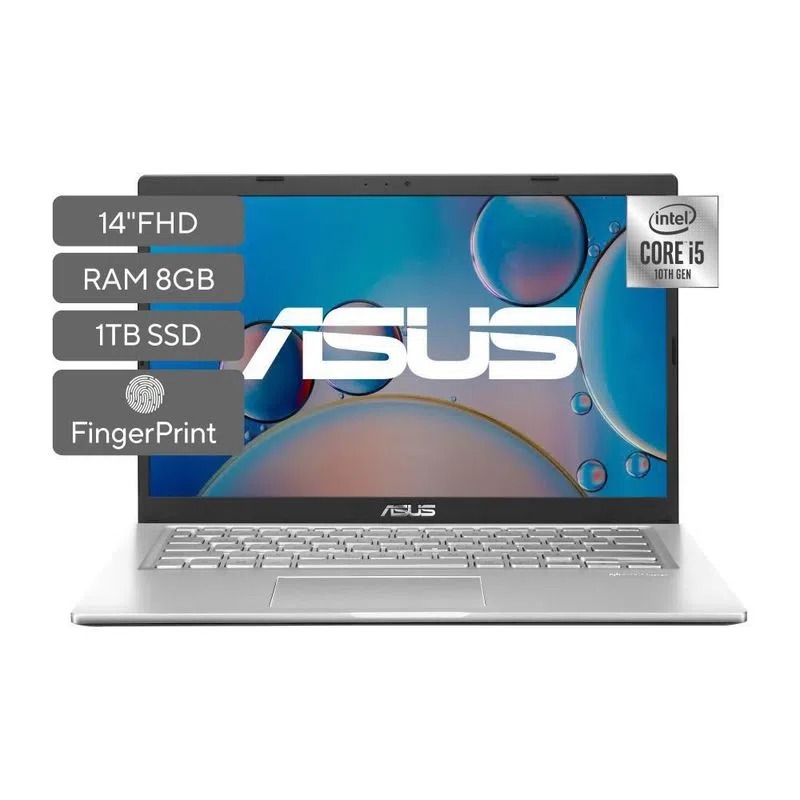 14"FHD
RAM 8GB
1TB SSD
FingerPrint
intel
CORE i5
10TH GEN
ASUS
ASUS